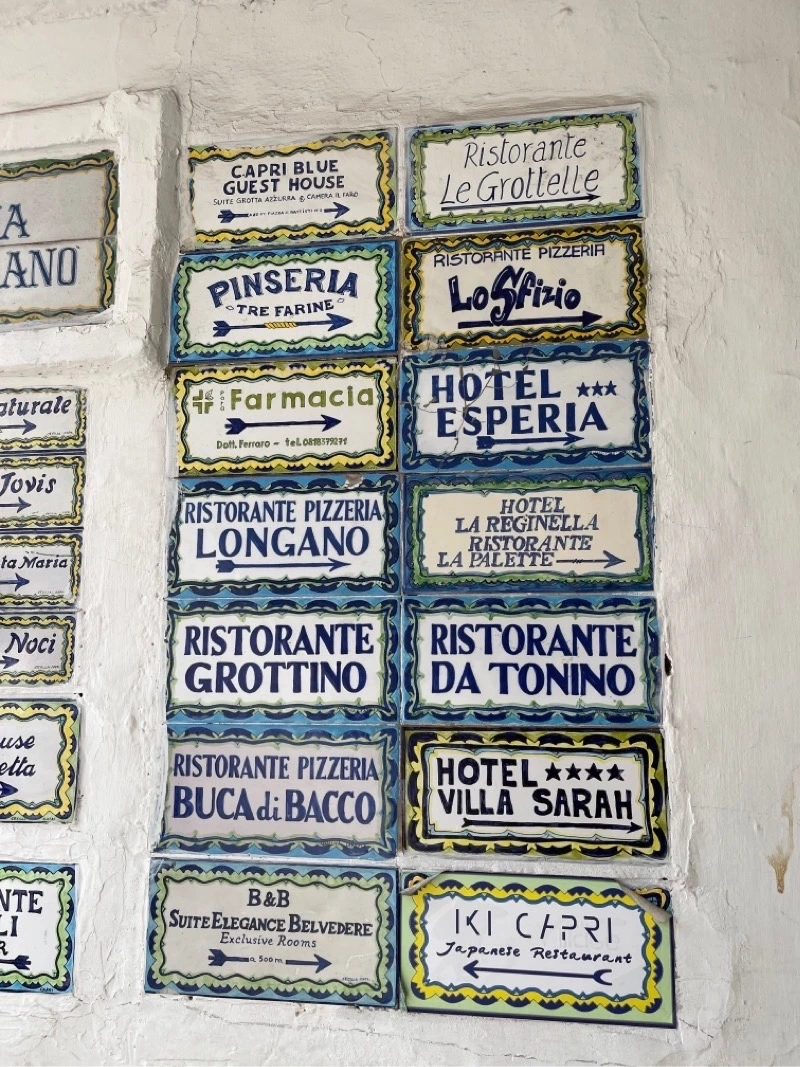 ANO
aturale
Jovis
ta Maria
Noci
use
etta
NTE
LI
R
CAPRI BLUE
GUEST HOUSE
SUITE GROTTA AZZURRA & CAMERA IL FARO
Ristorante
Le Grottelle
PINSERIA
"TRE FARINE"
RISTORANTE PIZZERIA
Lo Sfizio
Farmacia
Dott. Ferraro - tel. 0818379271
HOTEL ★★★
ESPERIA
RISTORANTE PIZZERIA
LONGANO
HOTEL
LA REGINELLA
RISTORANTE
LA PALETTE
RISTORANTE
GROTTINO
RISTORANTE
DA TONINO
RISTORANTE PIZZERIA
BUCA di BACCO
HOTEL ★★★★
VILLA SARAH
B&B
SUITE ELEGANCE BELVEDERE
Exclusive Rooms
a 500m.
IKI CAPRI
Japanese Restaurant